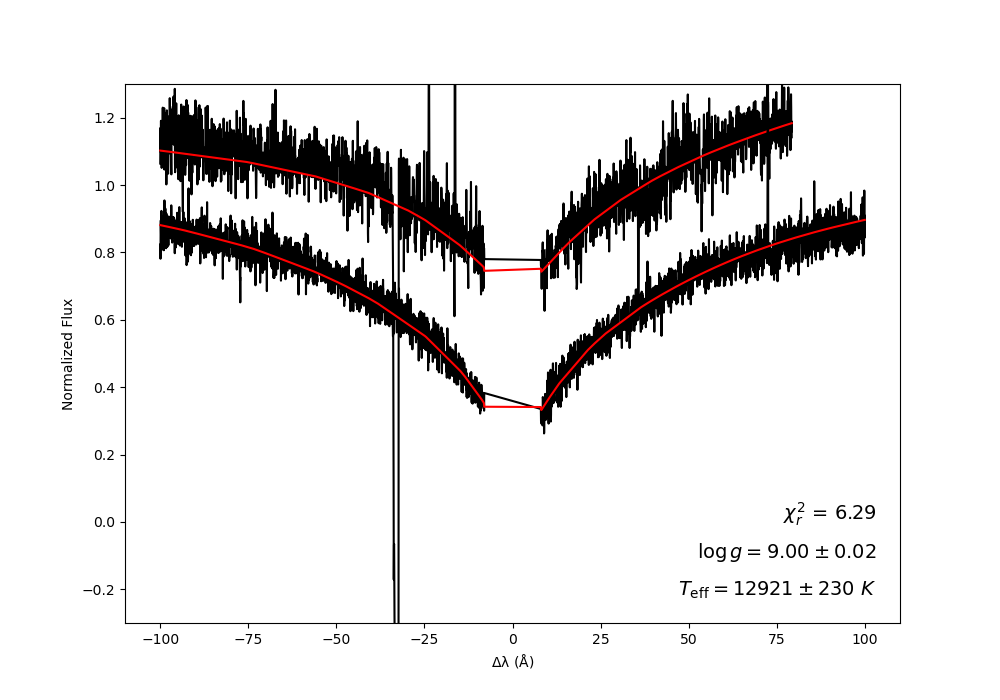 1.2
1.0
0.8
0.6
0.4
0.2
0.0
−0.2
Normalized Flux
χ²ᵣ = 6.29
log g = 9.00 ± 0.02
T_eff = 12921 ± 230 K
−100 −75 −50 −25 0 25 50 75 100
Δλ (Å)